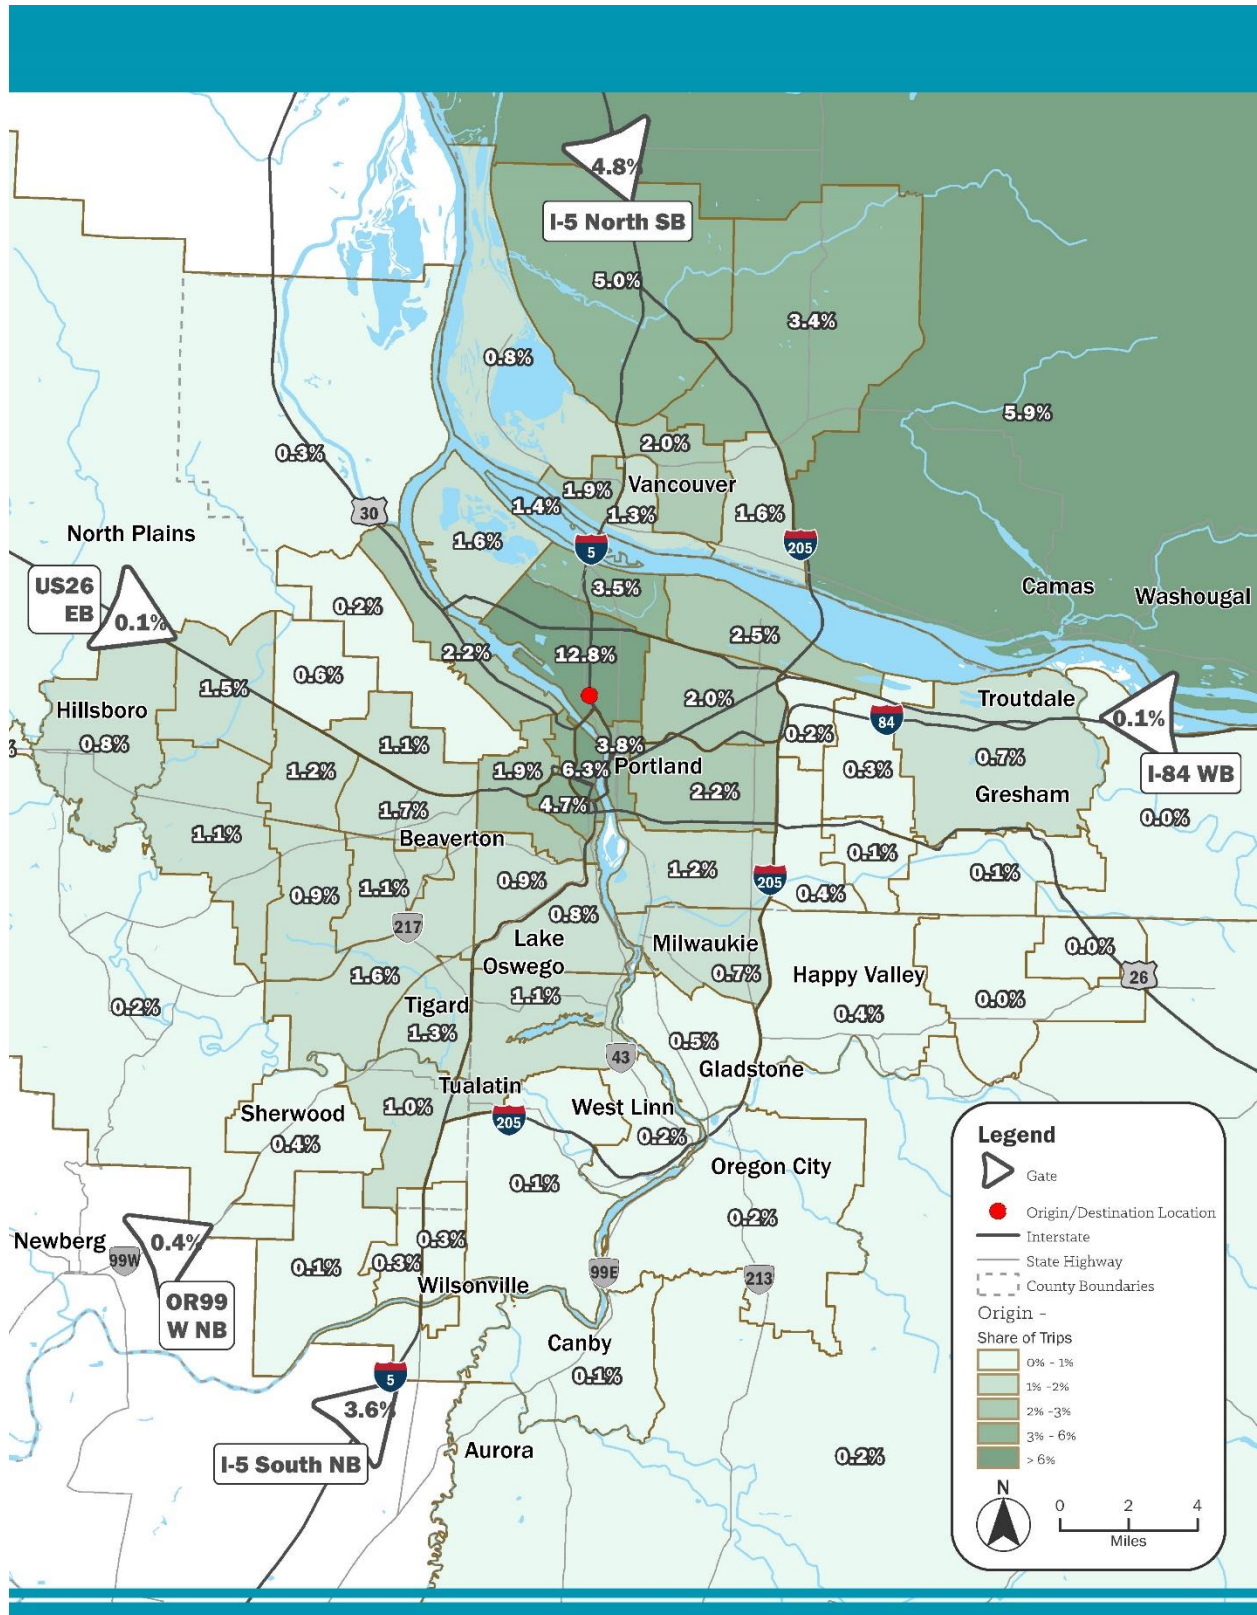 4.8%
I-5 North SB
5.0%
3.4%
0.8%
5.9%
2.0%
0.3%
1.9%
Vancouver
1.4%
1.3%
1.6%
30
North Plains
1.6%
5
205
US26
EB
0.1%
3.5%
Camas
Washougal
0.2%
2.2%
2.5%
12.8%
0.6%
1.5%
2.0%
Troutdale
Hillsboro
0.8%
84
0.1%
1.1%
3.8%
0.2%
1.2%
1.9%
6.3%
Portland
0.3%
0.7%
I-84 WB
2.2%
Gresham
4.7%
1.7%
0.0%
1.1%
Beaverton
0.1%
1.2%
0.1%
0.9%
1.1%
0.9%
205
0.4%
0.8%
217
Lake
Oswego
Milwaukie
0.0%
1.6%
0.7%
Happy Valley
26
0.2%
Tigard
1.1%
0.0%
1.3%
0.4%
0.5%
43
Gladstone
Tualatin
1.0%
West Linn
Sherwood
205
0.4%
0.2%
Oregon City
0.1%
0.2%
Newberg
0.4%
0.3%
99W
0.1%
0.3%
99E
213
Wilsonville
OR99
W NB
Canby
0.1%
5
3.6%
Aurora
I-5 South NB
0.2%
Legend
Gate
Origin/Destination Location
Interstate
State Highway
County Boundaries
Origin -
Share of Trips
0% - 1%
1% -2%
2% -3%
3% - 6%
> 6%
N
0 2 4
Miles